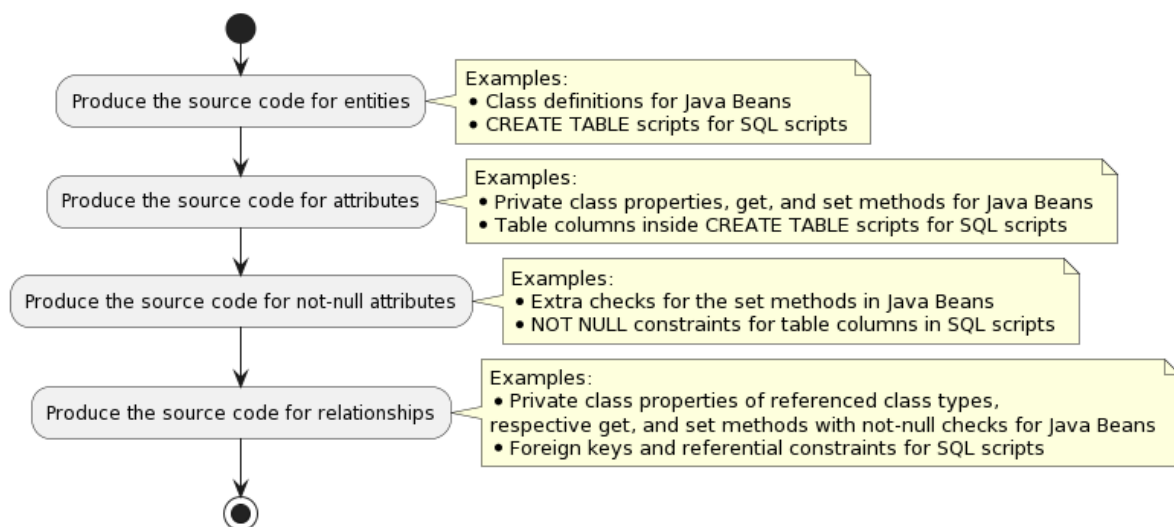 Produce the source code for entities
Examples:
• Class definitions for Java Beans
• CREATE TABLE scripts for SQL scripts
Produce the source code for attributes
Examples:
• Private class properties, get, and set methods for Java Beans
• Table columns inside CREATE TABLE scripts for SQL scripts
Produce the source code for not-null attributes
Examples:
• Extra checks for the set methods in Java Beans
• NOT NULL constraints for table columns in SQL scripts
Produce the source code for relationships
Examples:
• Private class properties of referenced class types,
respective get, and set methods with not-null checks for Java Beans
• Foreign keys and referential constraints for SQL scripts